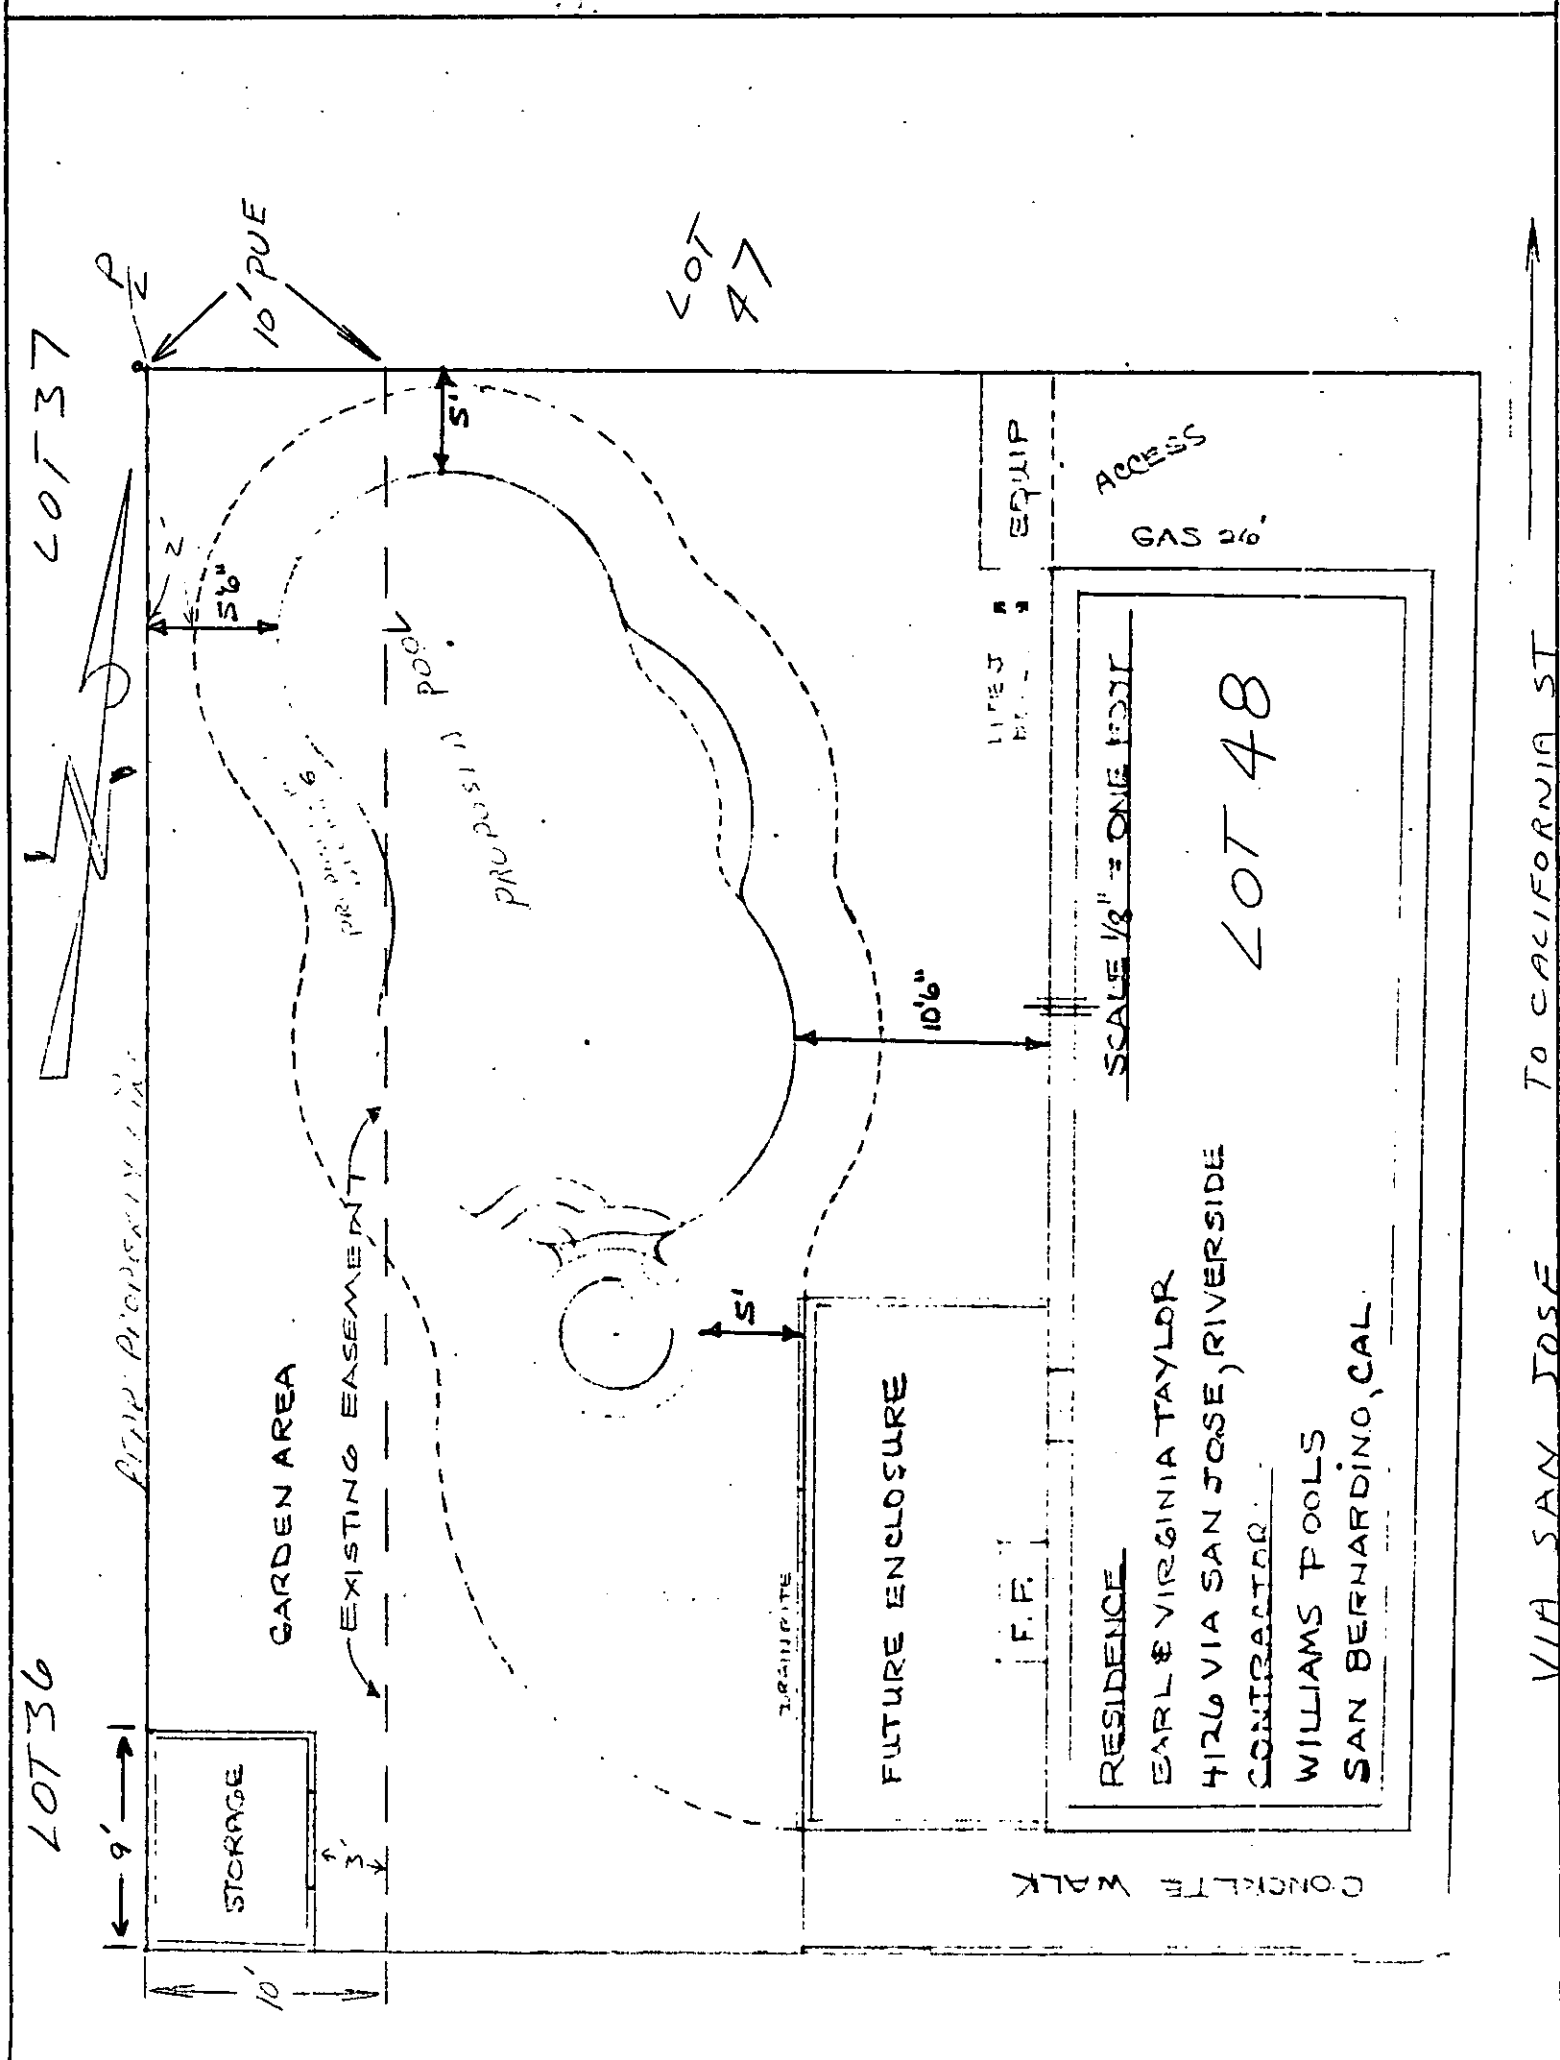 LOT 36
LOT 37
P/L
10' PUE
2'
5'6"
5'
LOT
47
9'
STORAGE
3'
10'
GARDEN AREA
EXISTING EASEMENT
POOL
5'
10'6"
EQUIP
ACCESS
GAS 26'
FUTURE ENCLOSURE
F.F.
CONCRETE WALK
SCALE 1/8" = ONE FOOT
LOT 48
RESIDENCE
EARL & VIRGINIA TAYLOR
4126 VIA SAN JOSE, RIVERSIDE
CONTRACTOR
WILLIAMS POOLS
SAN BERNARDINO, CAL.
VIA SAN JOSE
TO CALIFORNIA ST